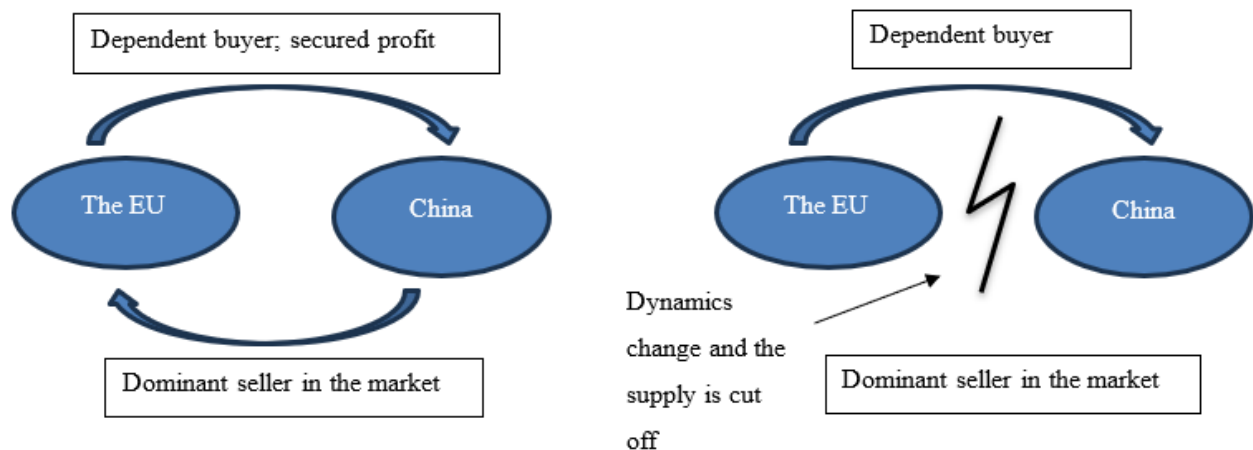 Dependent buyer; secured profit
The EU
China
Dominant seller in the market
Dependent buyer
The EU
China
Dynamics
change and the
supply is cut
off
Dominant seller in the market